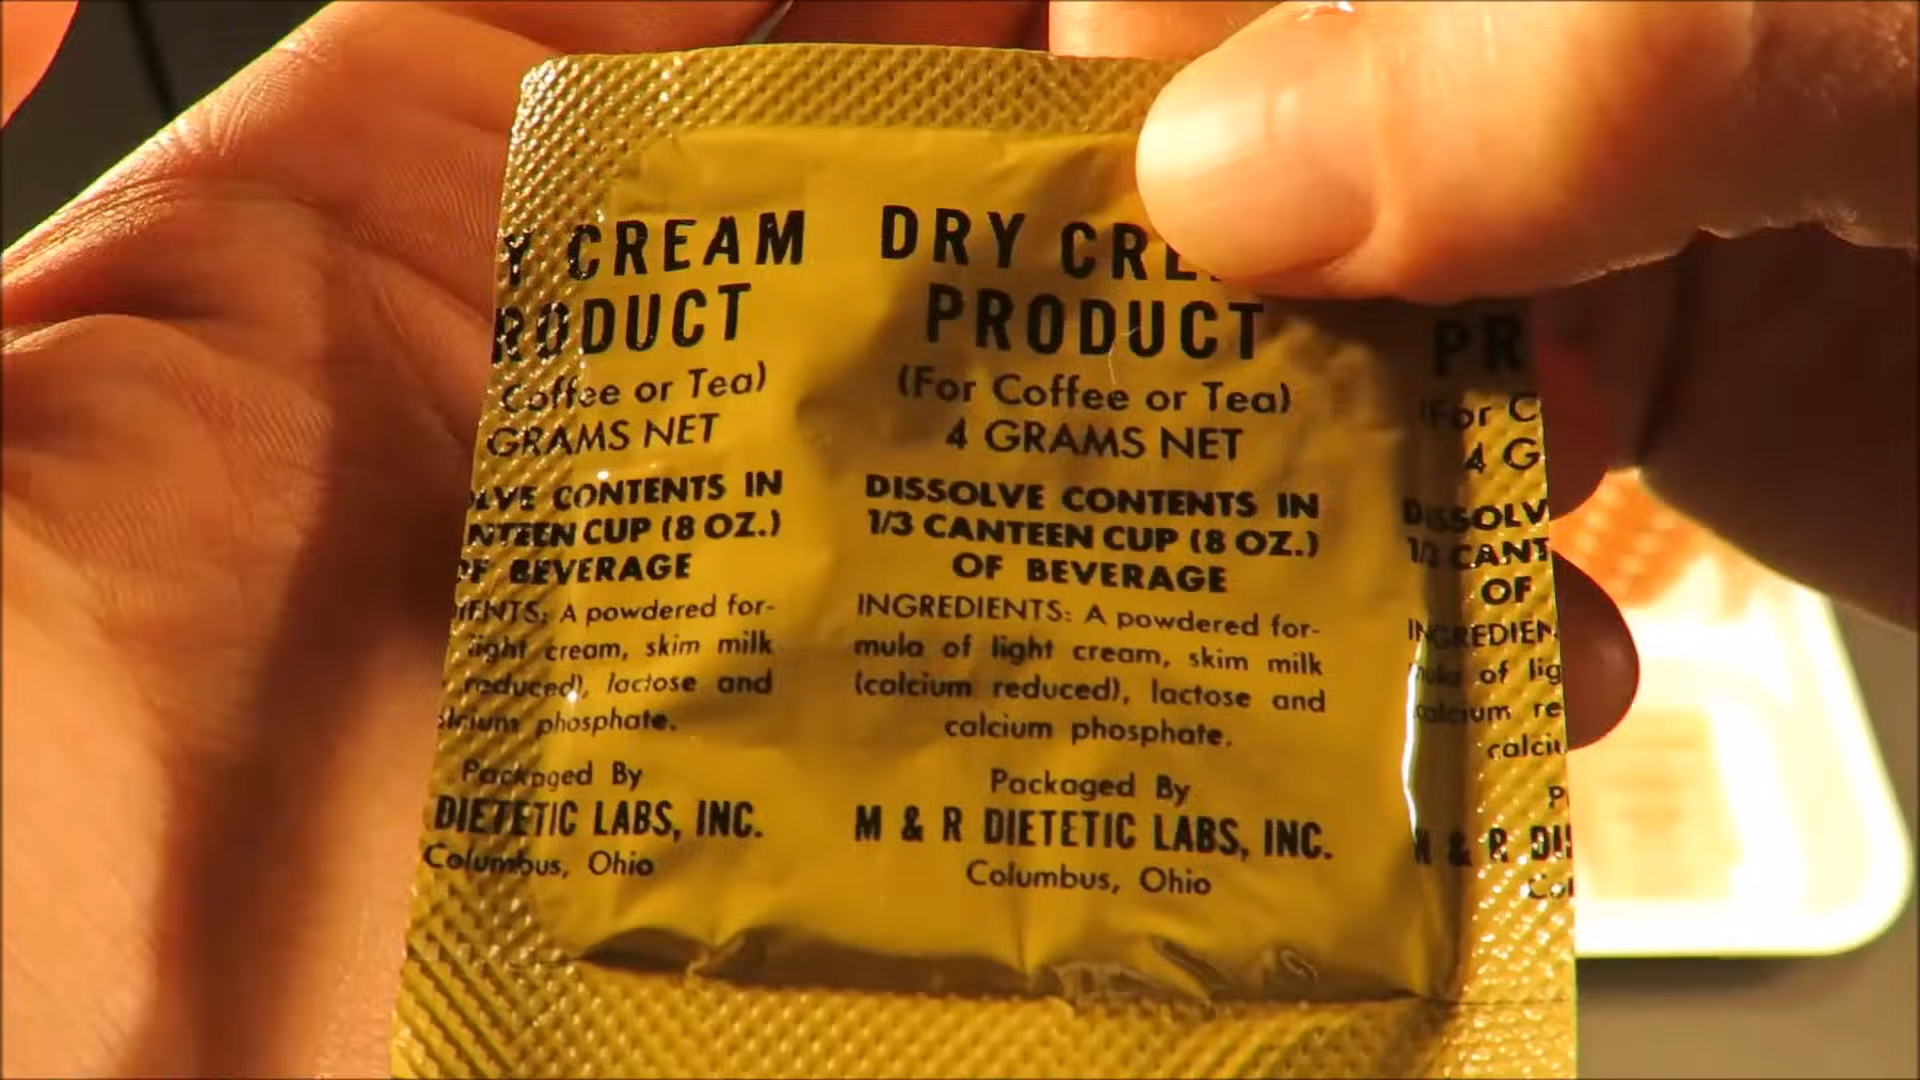 Y CREAM
RODUCT
Coffee or Tea)
GRAMS NET
LVE CONTENTS IN
NTEEN CUP (8 OZ.)
OF BEVERAGE
IENTS: A powdered for-
light cream, skim milk
reduced), lactose and
alcium phosphate.
Packaged By
DIETETIC LABS, INC.
Columbus, Ohio
DRY CRE
PRODUCT
(For Coffee or Tea)
4 GRAMS NET
DISSOLVE CONTENTS IN
1/3 CANTEEN CUP (8 OZ.)
OF BEVERAGE
INGREDIENTS: A powdered for-
mula of light cream, skim milk
(calcium reduced), lactose and
calcium phosphate.
Packaged By
M & R DIETETIC LABS, INC.
Columbus, Ohio
PR
(For C
4 G
DISSOLV
1/3 CANT
OF
INGREDIEN
mula of lig
calcium re
calciu
P
M & R DI
Col